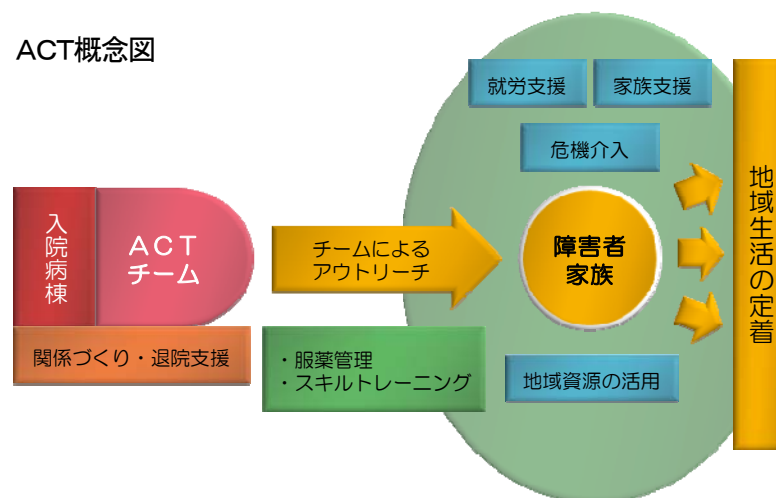 ACT概念図
就労支援
家族支援
危機介入
入院病棟
ACT
チーム
チームによる
アウトリーチ
障害者
家族
地域生活の定着
関係づくり・退院支援
・服薬管理
・スキルトレーニング
地域資源の活用